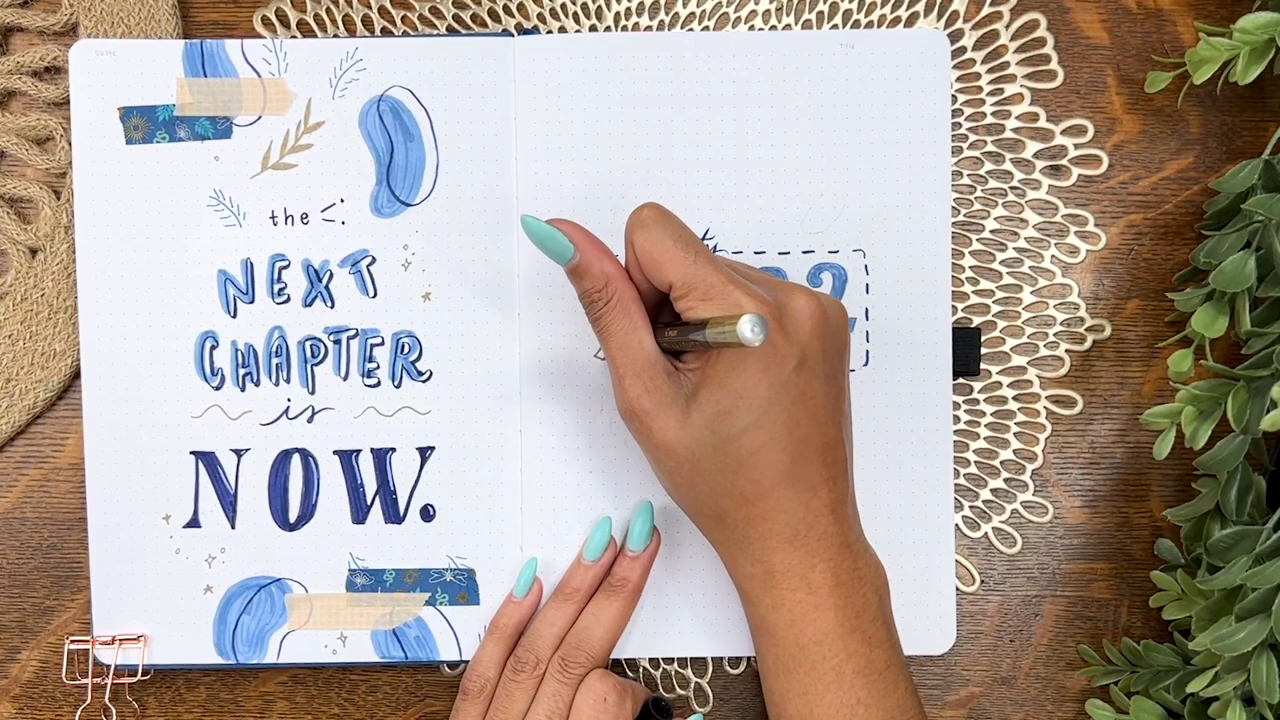 the
NEXT
CHAPTER
is
NOW.